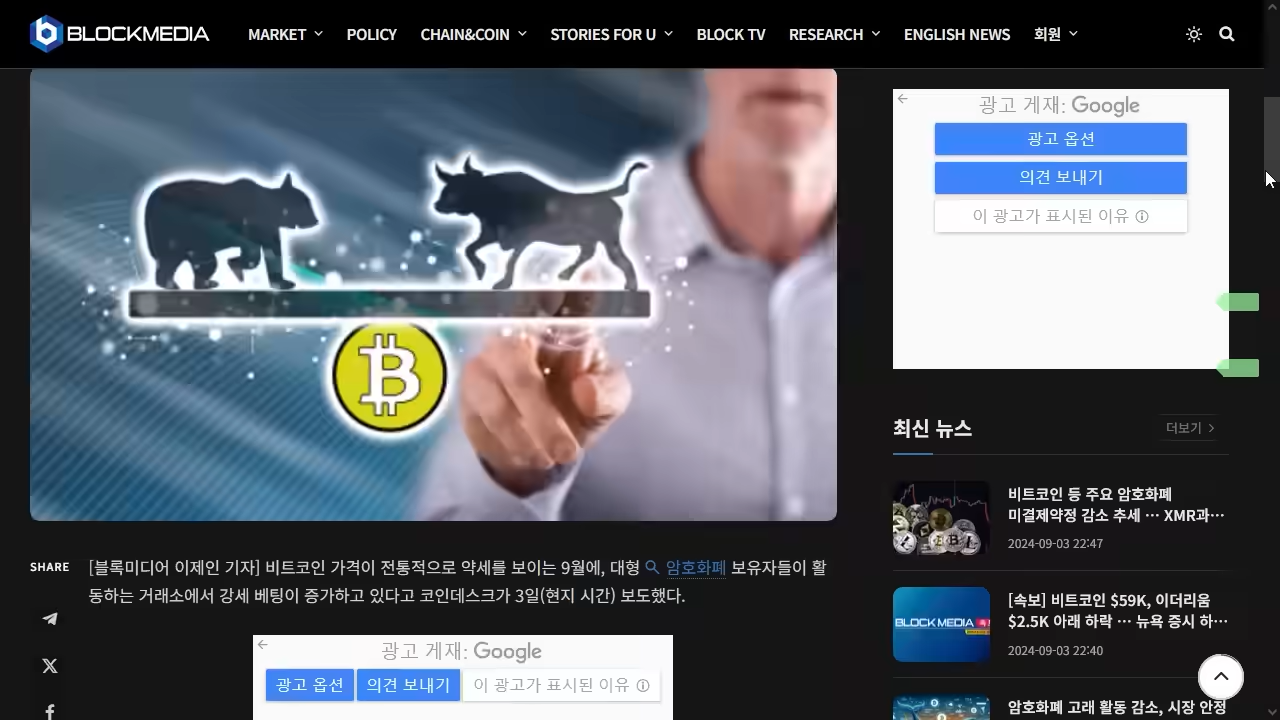 BLOCKMEDIA
MARKET
POLICY
CHAIN&COIN
STORIES FOR U
BLOCK TV
RESEARCH
ENGLISH NEWS
회원
광고 게재: Google
광고 옵션
의견 보내기
이 광고가 표시된 이유
최신 뉴스
더보기
비트코인 등 주요 암호화폐
미결제약정 감소 추세 … XMR과…
2024-09-03 22:47
[속보] 비트코인 $59K, 이더리움
$2.5K 아래 하락 … 뉴욕 증시 하…
2024-09-03 22:40
암호화폐 고래 활동 감소, 시장 안정
SHARE
[블록미디어 이제인 기자] 비트코인 가격이 전통적으로 약세를 보이는 9월에, 대형 암호화폐 보유자들이 활
동하는 거래소에서 강세 베팅이 증가하고 있다고 코인데스크가 3일(현지 시간) 보도했다.
광고 게재: Google
광고 옵션
의견 보내기
이 광고가 표시된 이유
BLOCK MEDIA